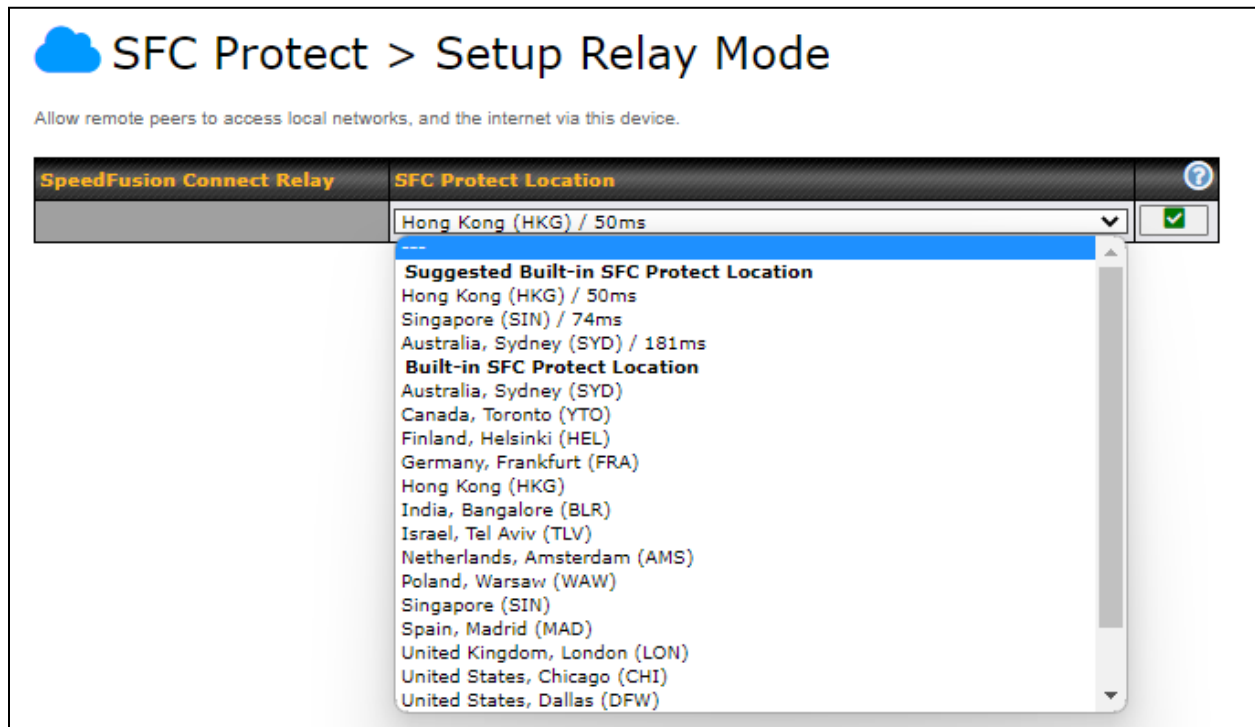 SFC Protect > Setup Relay Mode
Allow remote peers to access local networks, and the internet via this device.
SpeedFusion Connect Relay SFC Protect Location ?
Hong Kong (HKG) / 50ms
---
Suggested Built-in SFC Protect Location
Hong Kong (HKG) / 50ms
Singapore (SIN) / 74ms
Australia, Sydney (SYD) / 181ms
Built-in SFC Protect Location
Australia, Sydney (SYD)
Canada, Toronto (YTO)
Finland, Helsinki (HEL)
Germany, Frankfurt (FRA)
Hong Kong (HKG)
India, Bangalore (BLR)
Israel, Tel Aviv (TLV)
Netherlands, Amsterdam (AMS)
Poland, Warsaw (WAW)
Singapore (SIN)
Spain, Madrid (MAD)
United Kingdom, London (LON)
United States, Chicago (CHI)
United States, Dallas (DFW)